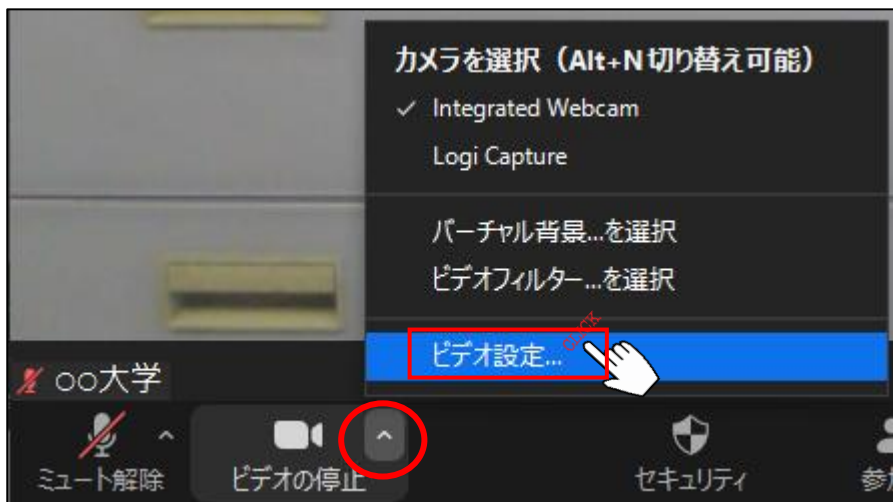 カメラを選択（Alt+N 切り替え可能）
Integrated Webcam
Logi Capture
バーチャル背景...を選択
ビデオフィルター...を選択
ビデオ設定...
CLICK
○○大学
ミュート解除
ビデオの停止
セキュリティ